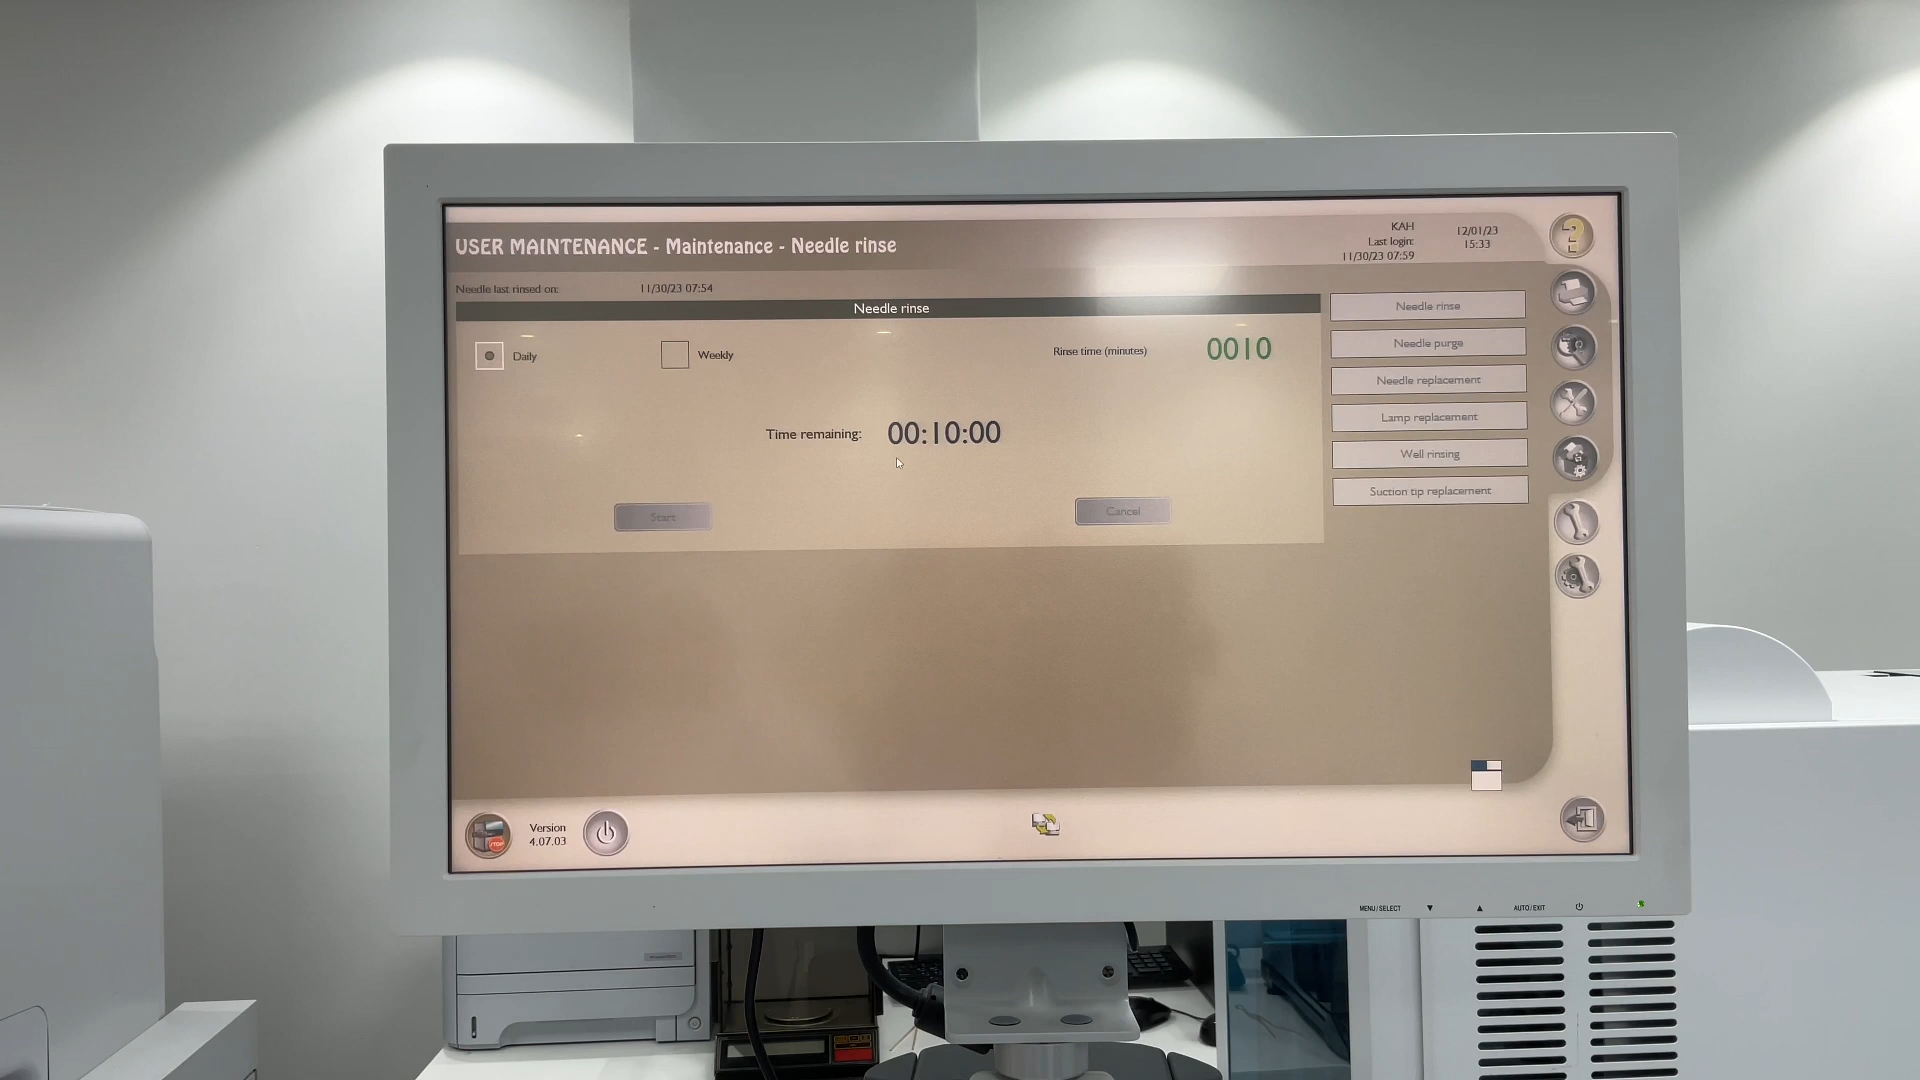 USER MAINTENANCE - Maintenance - Needle rinse
KAH
Last login:
11/30/23 07:59
12/01/23
15:33
Needle last rinsed on: 11/30/23 07:54
Needle rinse
Daily
Weekly
Rinse time (minutes) 0010
Time remaining: 00:10:00
Start
Cancel
Needle rinse
Needle purge
Needle replacement
Lamp replacement
Well rinsing
Suction tip replacement
STOP
Version
4.07.03
MENU/SELECT ▼ ▲ AUTO/EXIT